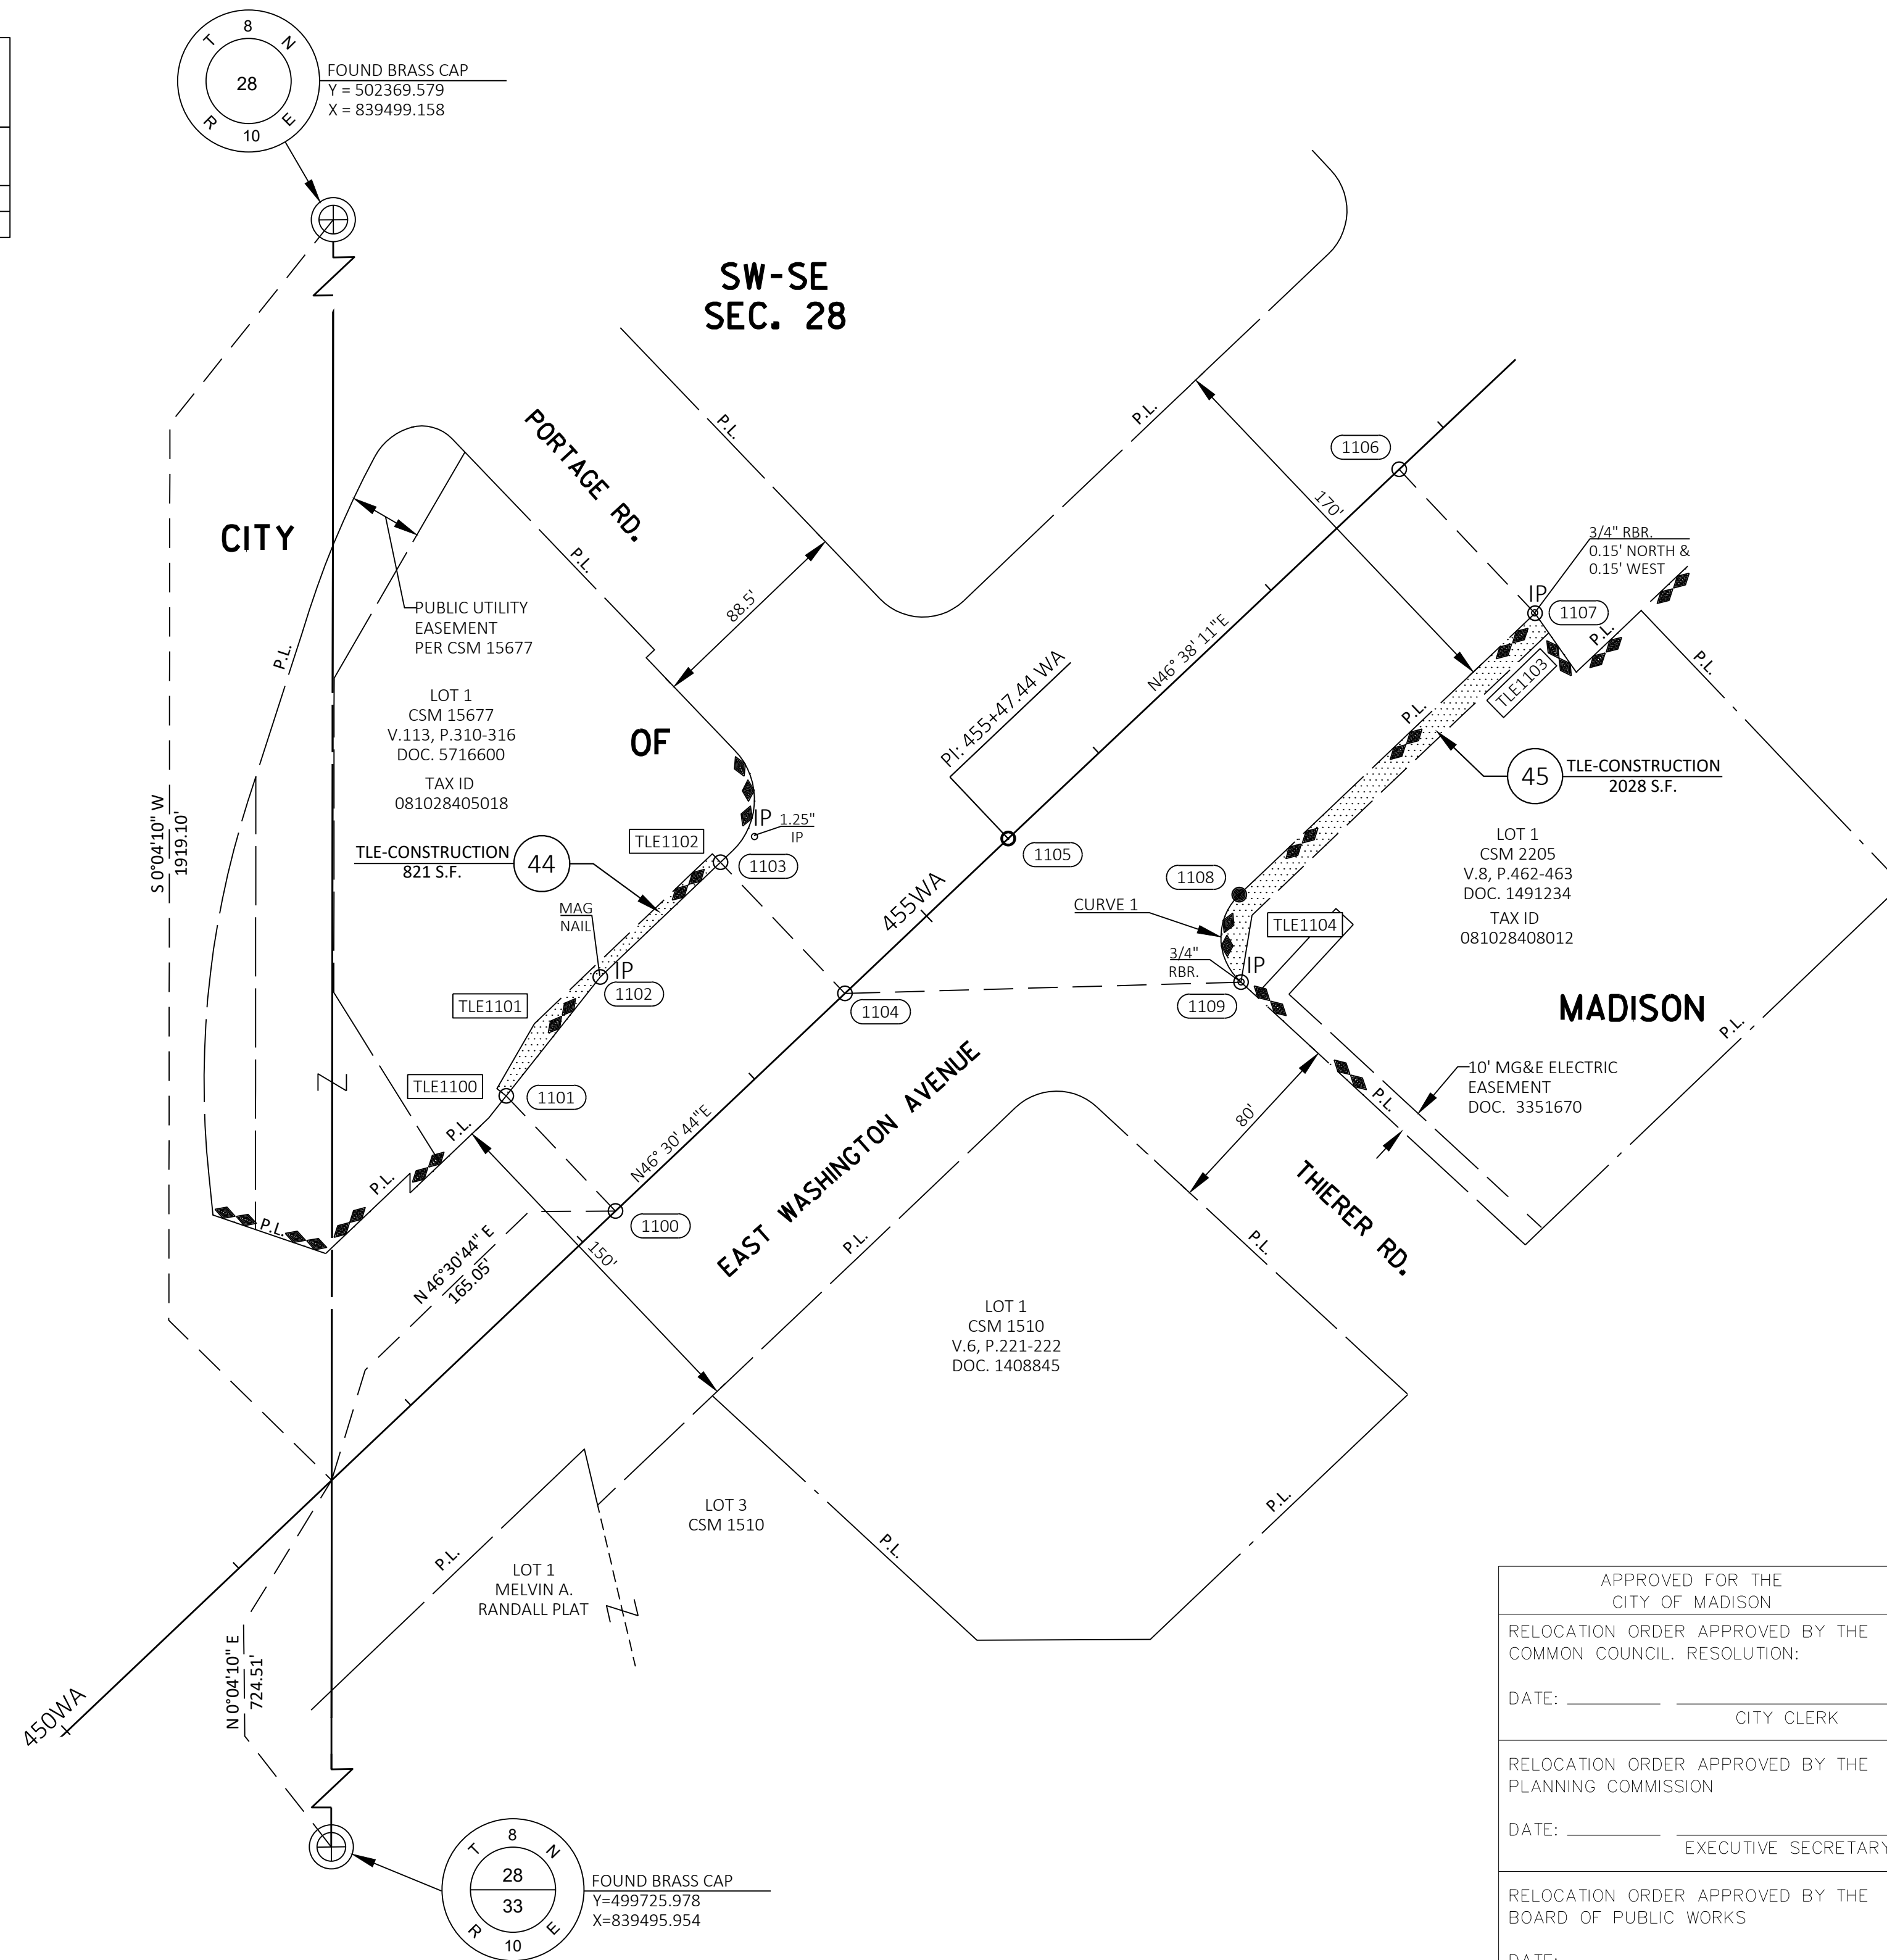 T 8 N
28
R 10 E
FOUND BRASS CAP
Y = 502369.579
X = 839499.158
SW-SE
SEC. 28
PORTAGE RD.
P.L.
P.L.
P.L.
P.L.
CITY
PUBLIC UTILITY
EASEMENT
PER CSM 15677
88.5'
170'
1106
3/4" RBR.
0.15' NORTH &
0.15' WEST
IP
1107
P.L.
P.L.
TLE1103
N46° 38' 11"E
PI: 455+47.44 WA
LOT 1
CSM 15677
V.113, P.310-316
DOC. 5716600
TAX ID
081028405018
OF
P.L.
45
TLE-CONSTRUCTION
2028 S.F.
S 0°04'10" W
1919.10'
IP
1.25"
IP
TLE1102
1103
TLE-CONSTRUCTION
821 S.F.
44
1105
LOT 1
CSM 2205
V.8, P.462-463
DOC. 1491234
TAX ID
081028408012
1108
CURVE 1
TLE1104
455WA
MAG
NAIL
IP
1102
3/4"
RBR.
IP
1109
TLE1101
1104
MADISON
P.L.
TLE1100
1101
10' MG&E ELECTRIC
EASEMENT
DOC.  3351670
P.L.
80'
P.L.
P.L.
P.L.
N46° 30' 44"E
EAST WASHINGTON AVENUE
THIERER RD.
1100
150'
P.L.
P.L.
N 46°30'44" E
165.05'
LOT 1
CSM 1510
V.6, P.221-222
DOC. 1408845
LOT 3
CSM 1510
P.L.
P.L.
P.L.
LOT 1
MELVIN A.
RANDALL PLAT
N 0°04'10" E
724.51'
450WA
T 8 N
28
33
R 10 E
FOUND BRASS CAP
Y=499725.978
X=839495.954
APPROVED FOR THE
CITY OF MADISON
RELOCATION ORDER APPROVED BY THE
COMMON COUNCIL. RESOLUTION:
DATE:
CITY CLERK
RELOCATION ORDER APPROVED BY THE
PLANNING COMMISSION
DATE:
EXECUTIVE SECRETARY
RELOCATION ORDER APPROVED BY THE
BOARD OF PUBLIC WORKS
DATE: